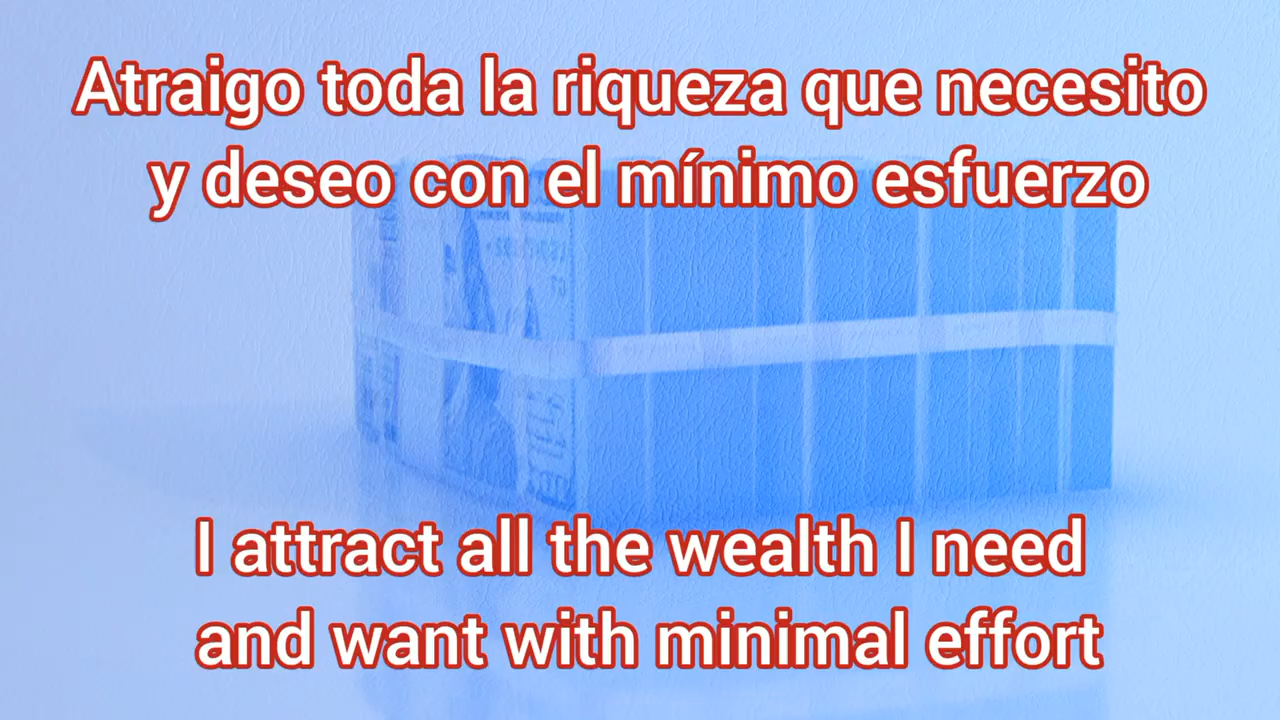 Atraigo toda la riqueza que necesito
y deseo con el mínimo esfuerzo
I attract all the wealth I need
and want with minimal effort